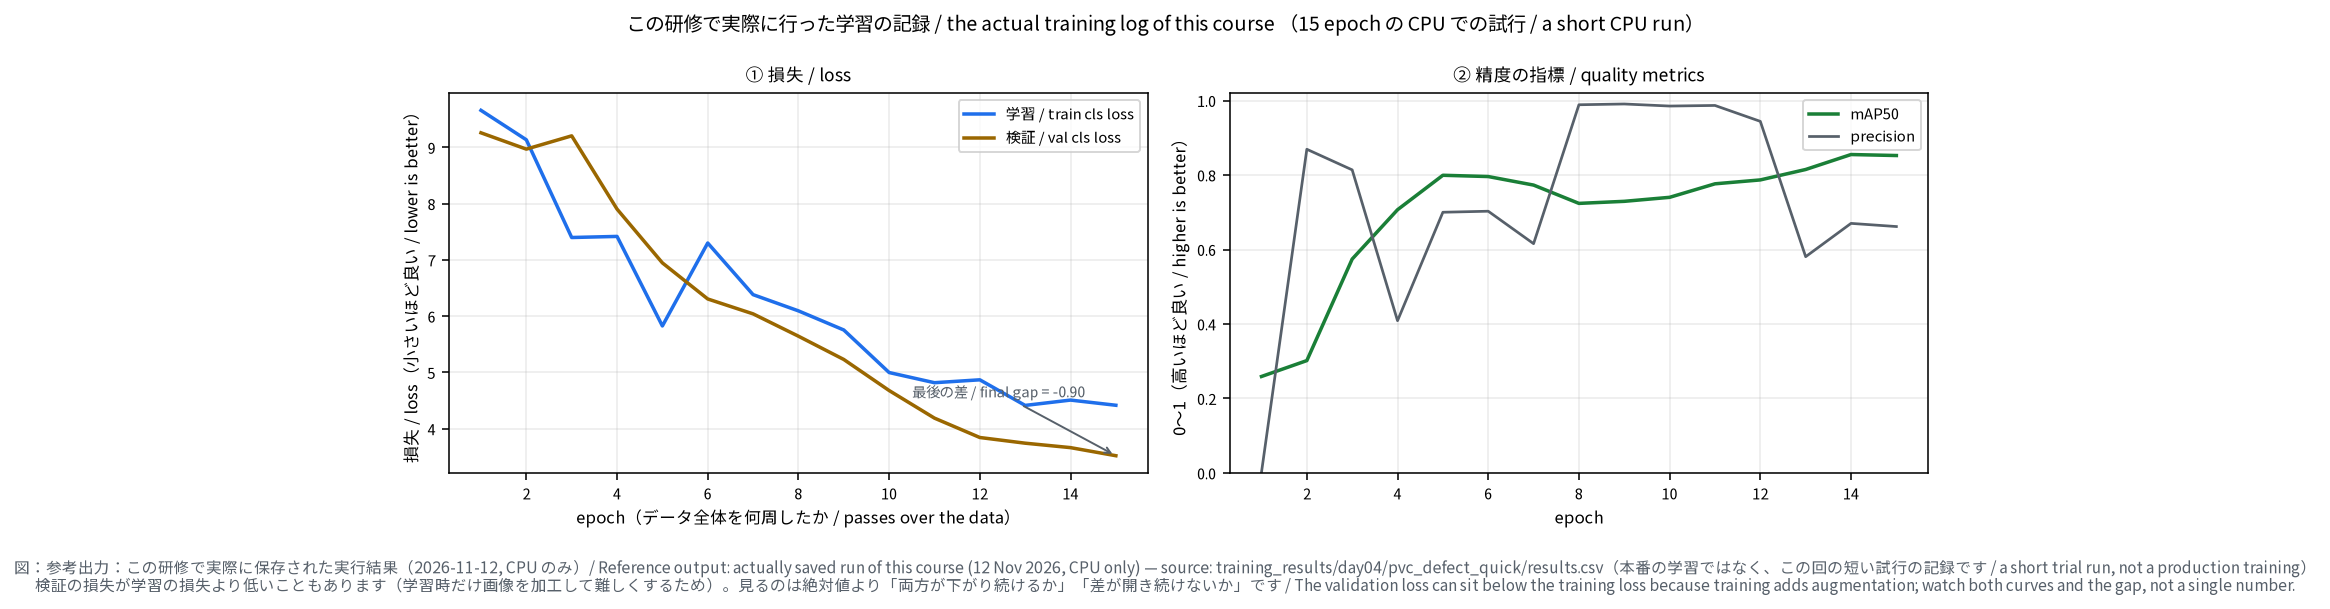 この研修で実際に行った学習の記録 / the actual training log of this course （15 epoch の CPU での試行 / a short CPU run）
① 損失 / loss
損失 / loss（小さいほど良い / lower is better）
9
8
7
6
5
4
学習 / train cls loss
検証 / val cls loss
最後の差 / final gap = -0.90
2 4 6 8 10 12 14
epoch（データ全体を何周したか / passes over the data）
② 精度の指標 / quality metrics
0〜1（高いほど良い / higher is better）
1.0
0.8
0.6
0.4
0.2
0.0
mAP50
precision
2 4 6 8 10 12 14
epoch
図：参考出力：この研修で実際に保存された実行結果（2026-11-12, CPU のみ）/ Reference output: actually saved run of this course (12 Nov 2026, CPU only) — source: training_results/day04/pvc_defect_quick/results.csv（本番の学習ではなく、この回の短い試行の記録です / a short trial run, not a production training）
検証の損失が学習の損失より低いこともあります（学習時だけ画像を加工して難しくするため）。見るのは絶対値より「両方が下がり続けるか」「差が開き続けないか」です / The validation loss can sit below the training loss because training adds augmentation; watch both curves and the gap, not a single number.